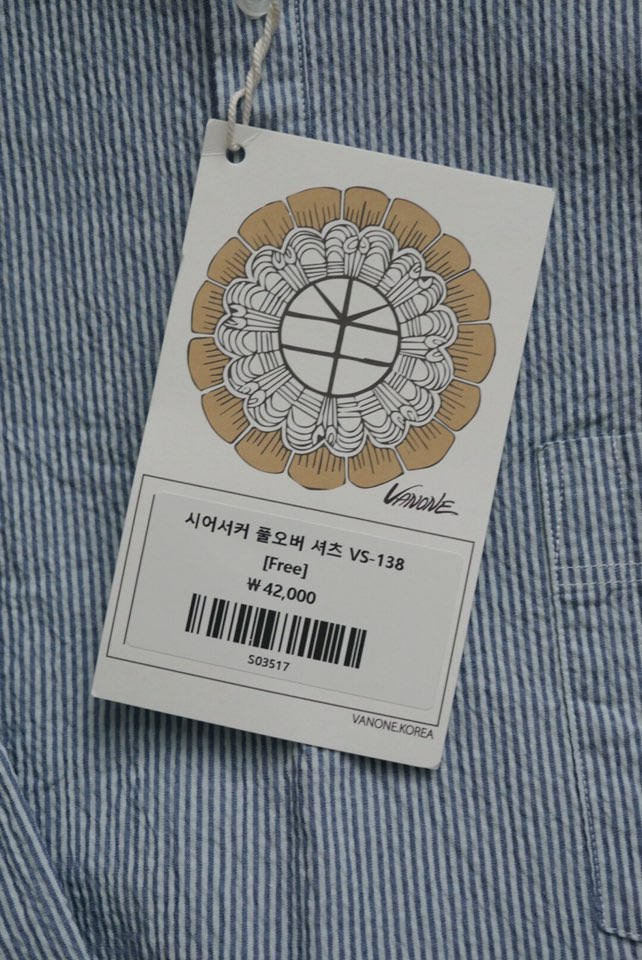 VANONE
시어서커 풀오버 셔츠 VS-138
[Free]
₩42,000
S03517
VANONE.KOREA